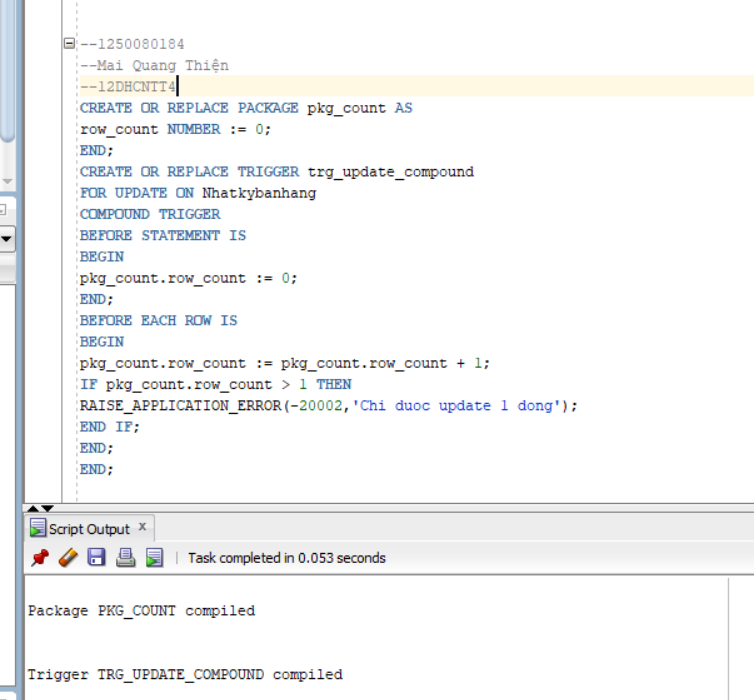 --1250080184
--Mai Quang Thiện
--12DHCNTT4
CREATE OR REPLACE PACKAGE pkg_count AS
row_count NUMBER := 0;
END;
CREATE OR REPLACE TRIGGER trg_update_compound
FOR UPDATE ON Nhatkybanhang
COMPOUND TRIGGER
BEFORE STATEMENT IS
BEGIN
pkg_count.row_count := 0;
END;
BEFORE EACH ROW IS
BEGIN
pkg_count.row_count := pkg_count.row_count + 1;
IF pkg_count.row_count > 1 THEN
RAISE_APPLICATION_ERROR(-20002,'Chi duoc update 1 dong');
END IF;
END;
END;
Script Output x
Task completed in 0.053 seconds
Package PKG_COUNT compiled
Trigger TRG_UPDATE_COMPOUND compiled